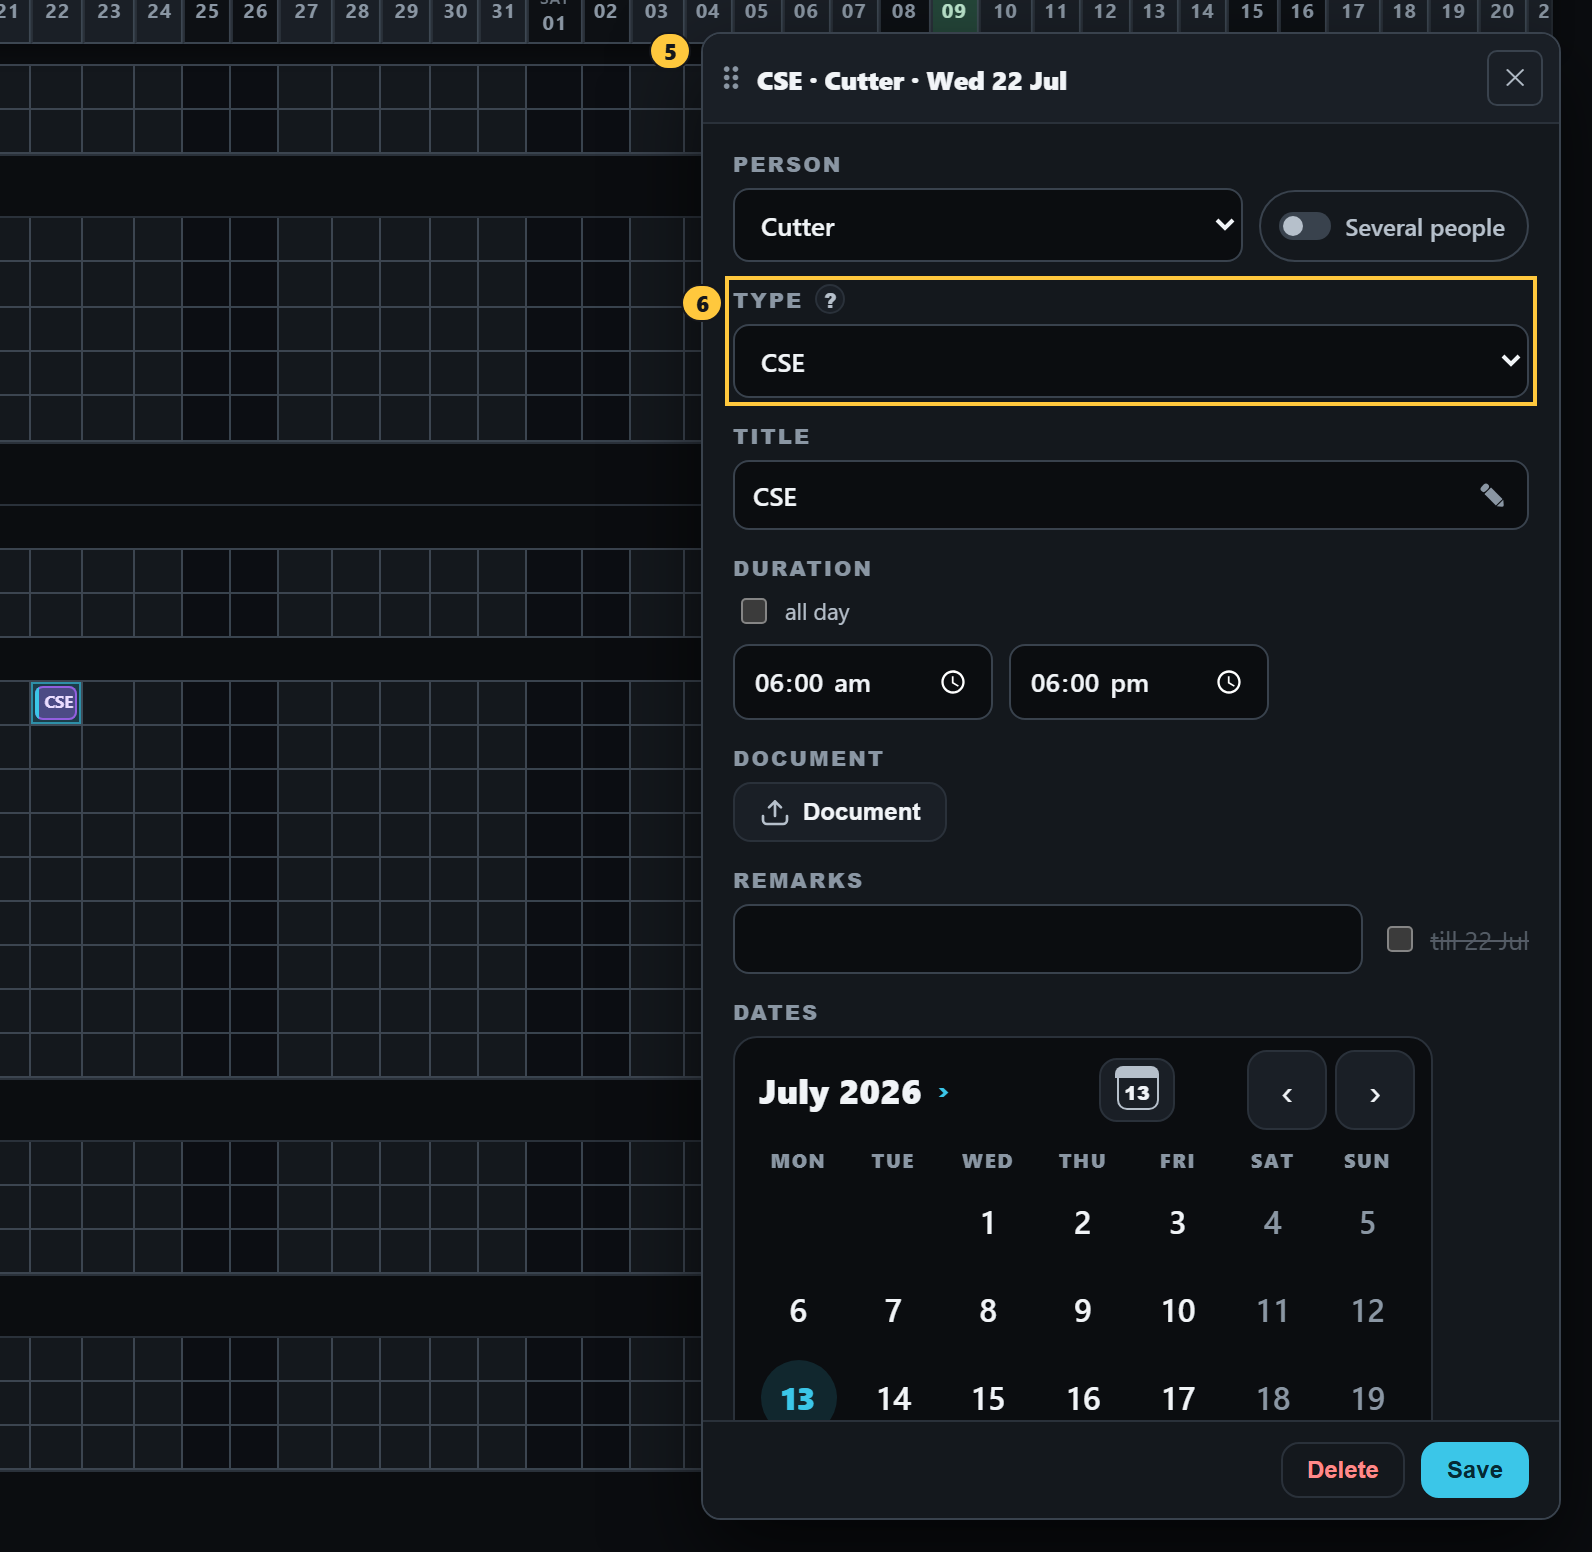 21 22 23 24 25 26 27 28 29 30 31 SAT 01 02 03 04 05 06 07 08 09 10 11 12 13 14 15 16 17 18 19 20 2
5
CSE · Cutter · Wed 22 Jul
PERSON
Cutter
Several people
6
TYPE ?
CSE
TITLE
CSE
DURATION
all day
06:00 am
06:00 pm
CSE
DOCUMENT
Document
REMARKS
till 22 Jul
DATES
July 2026 ›
13
‹ ›
MON TUE WED THU FRI SAT SUN
1 2 3 4 5
6 7 8 9 10 11 12
13 14 15 16 17 18 19
Delete
Save